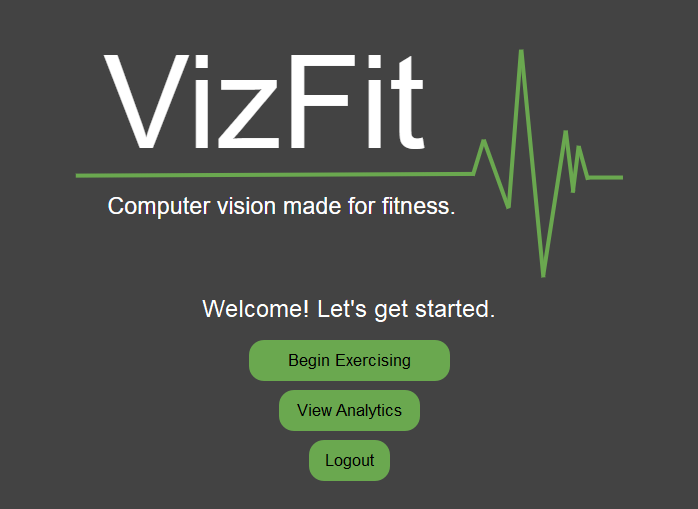 VizFit
Computer vision made for fitness.
Welcome! Let's get started.
Begin Exercising
View Analytics
Logout